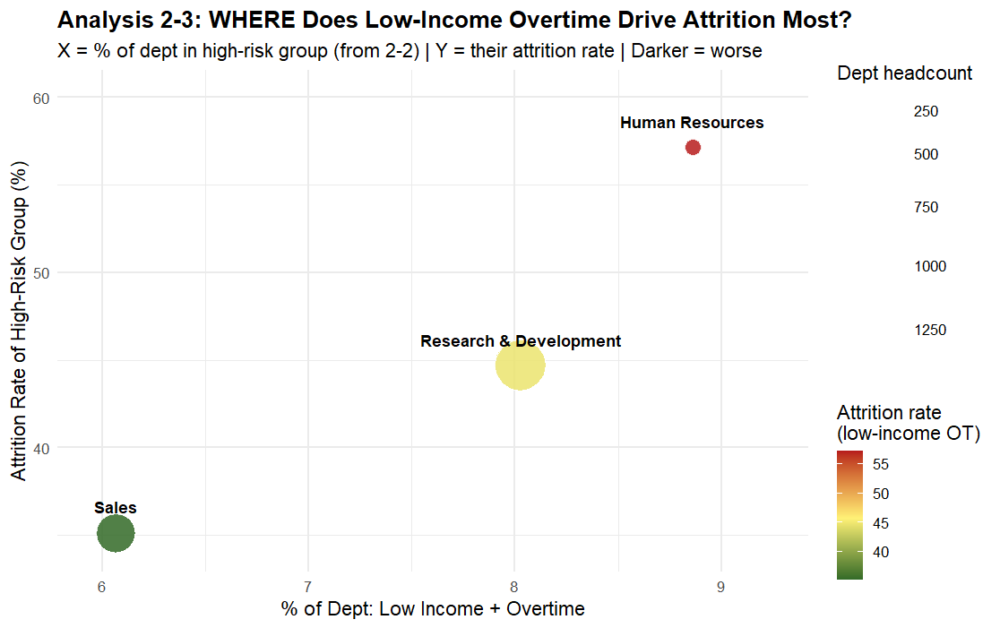 Analysis 2-3: WHERE Does Low-Income Overtime Drive Attrition Most?
X = % of dept in high-risk group (from 2-2) | Y = their attrition rate | Darker = worse
Attrition Rate of High-Risk Group (%)
60
50
40
Human Resources
Research & Development
Sales
6
7
8
9
% of Dept: Low Income + Overtime
Dept headcount
250
500
750
1000
1250
Attrition rate
(low-income OT)
55
50
45
40